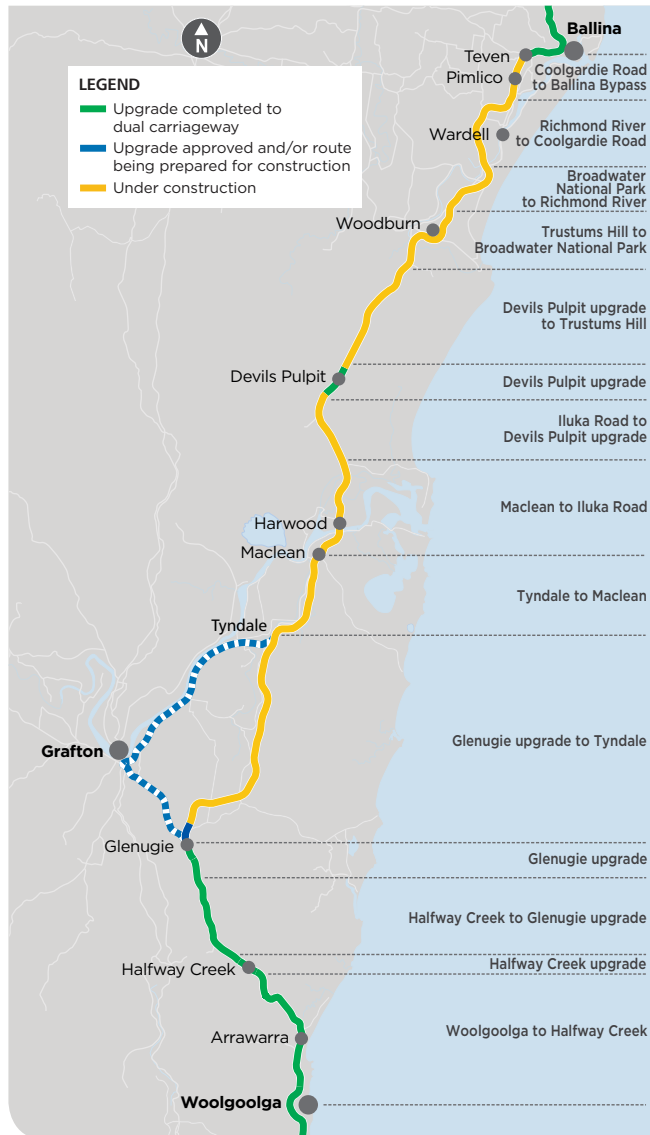 N
LEGEND
Upgrade completed to
dual carriageway
Upgrade approved and/or route
being prepared for construction
Under construction
Ballina
Teven
Pimlico
Coolgardie Road
to Ballina Bypass
Wardell
Richmond River
to Coolgardie Road
Broadwater
National Park
to Richmond River
Woodburn
Trustums Hill to
Broadwater National Park
Devils Pulpit upgrade
to Trustums Hill
Devils Pulpit
Devils Pulpit upgrade
Iluka Road to
Devils Pulpit upgrade
Maclean to Iluka Road
Harwood
Maclean
Tyndale to Maclean
Tyndale
Grafton
Glenugie upgrade to Tyndale
Glenugie
Glenugie upgrade
Halfway Creek to Glenugie upgrade
Halfway Creek
Halfway Creek upgrade
Arrawarra
Woolgoolga to Halfway Creek
Woolgoolga